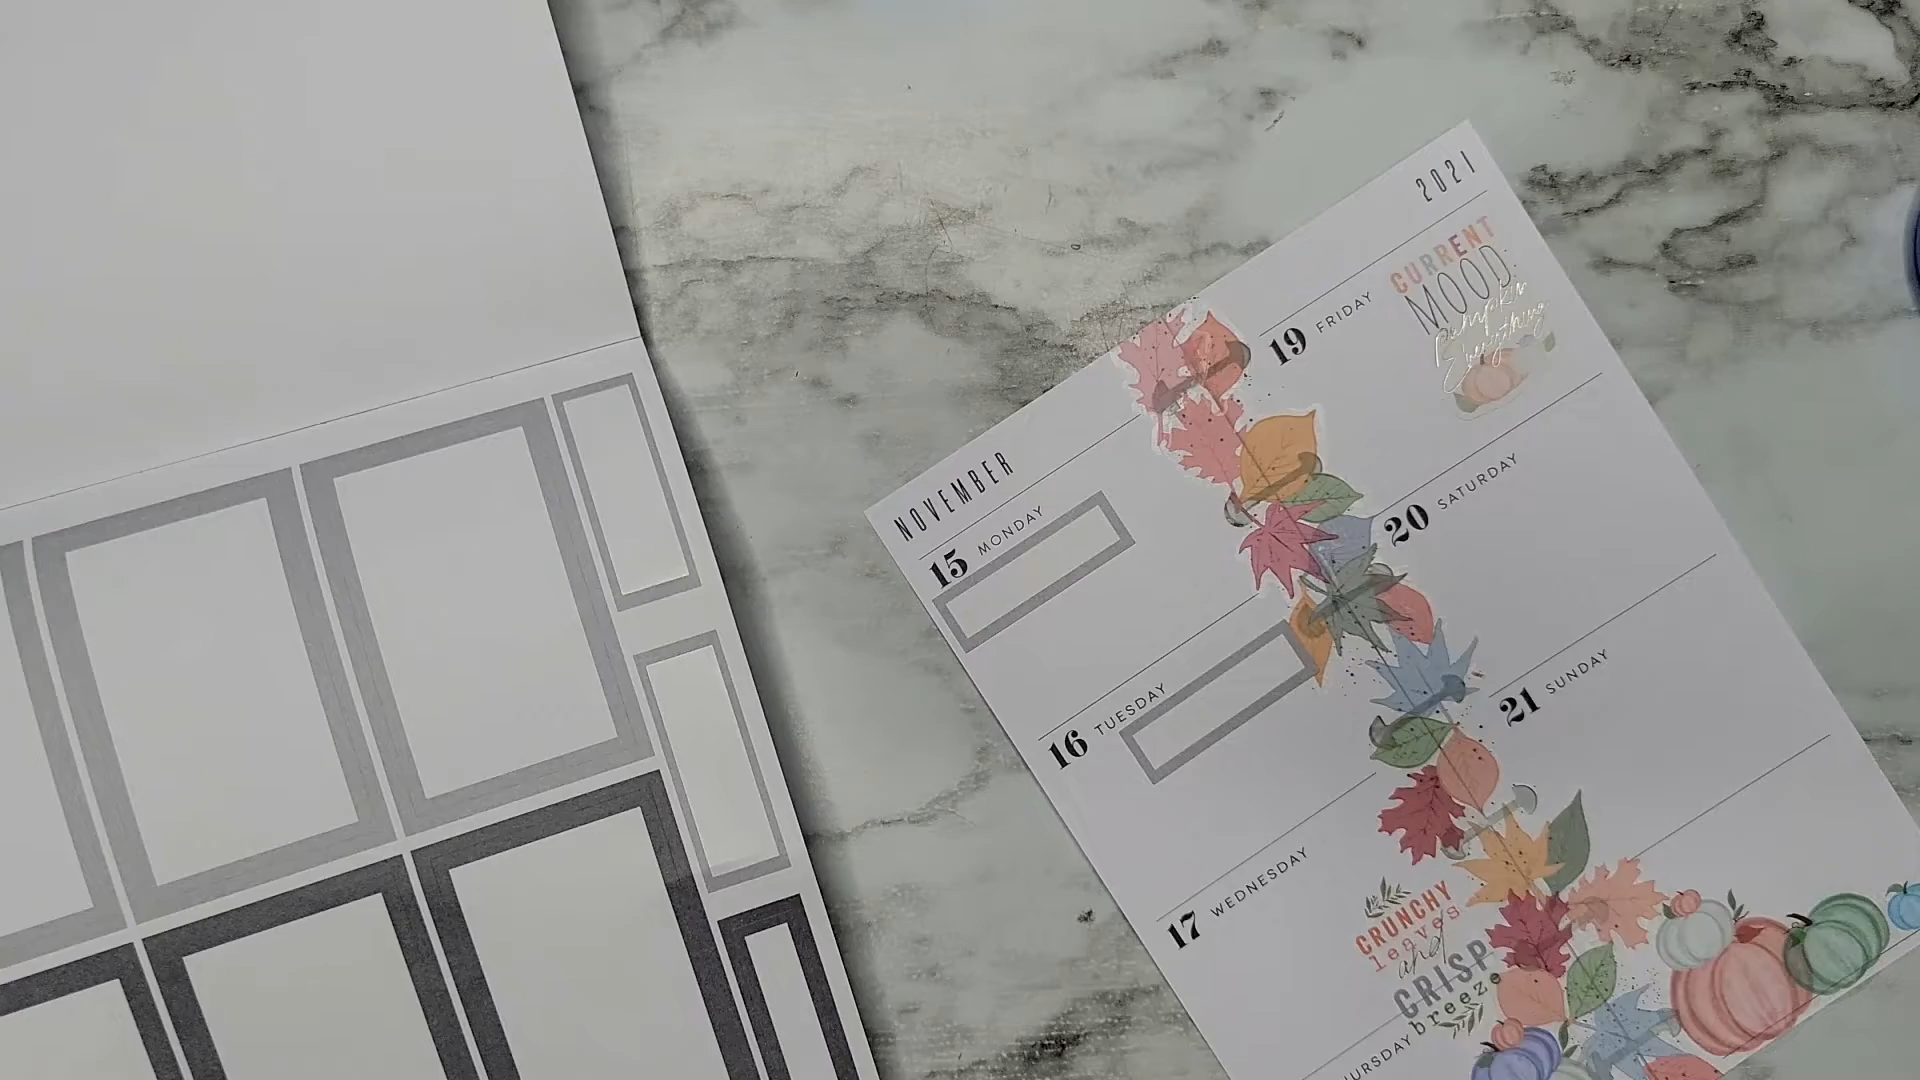 NOVEMBER
2021
15 MONDAY
16 TUESDAY
17 WEDNESDAY
URSDAY
19 FRIDAY
20 SATURDAY
21 SUNDAY
CURRENT
MOOD:
Pumpkin
Everything
CRUNCHY
leaves
and
CRISP
breeze